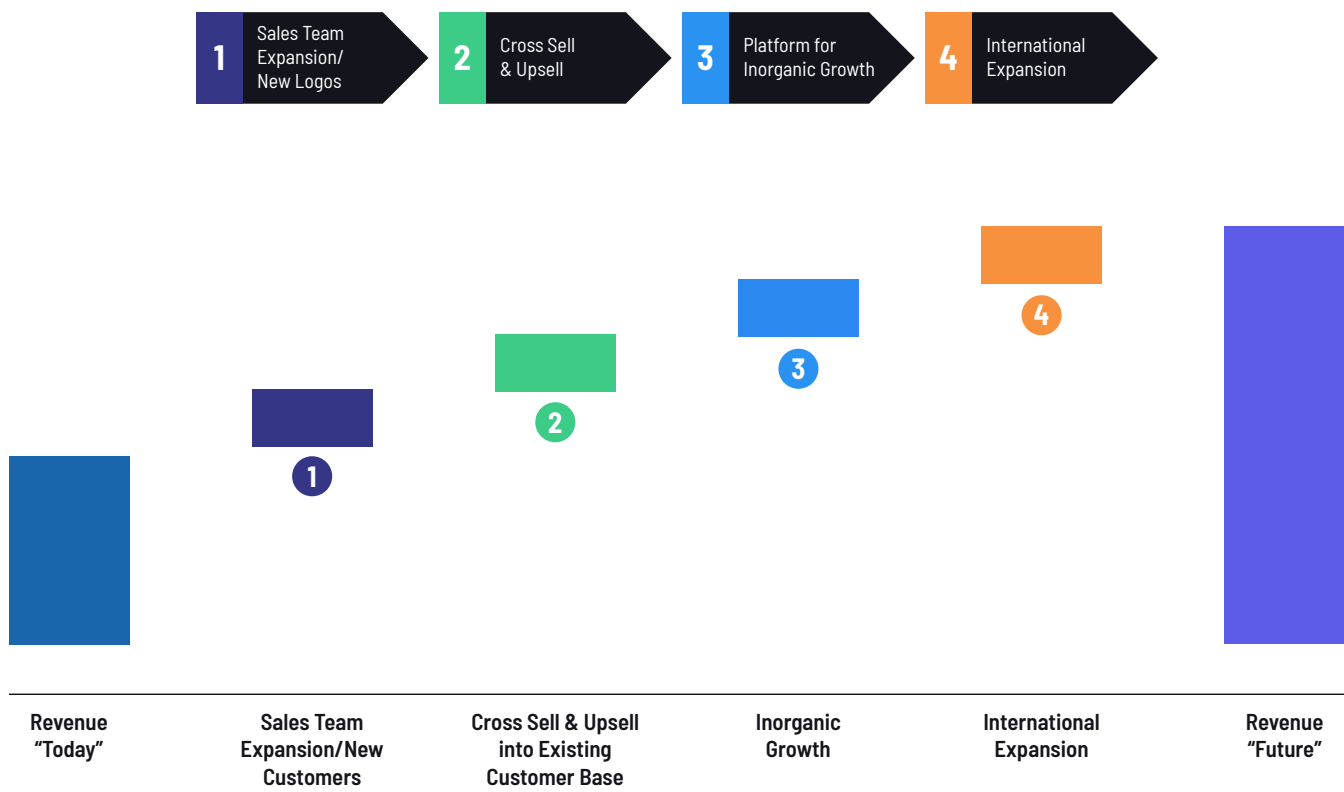 1
Sales Team
Expansion/
New Logos
2
Cross Sell
& Upsell
3
Platform for
Inorganic Growth
4
International
Expansion
4
3
2
1
Revenue
“Today”
Sales Team
Expansion/New
Customers
Cross Sell & Upsell
into Existing
Customer Base
Inorganic
Growth
International
Expansion
Revenue
“Future”